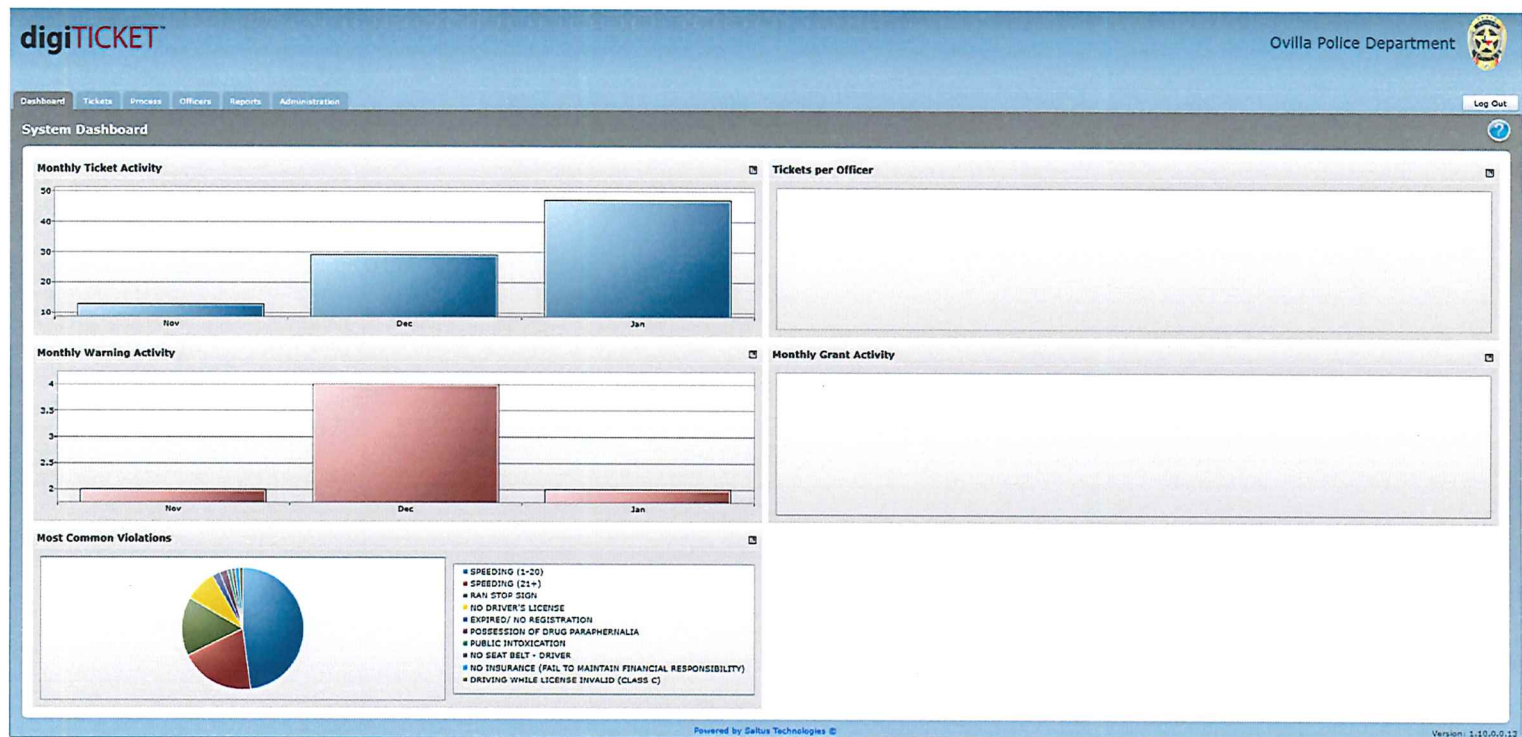 digiTICKET™
Ovilla Police Department
Dashboard Tickets Process Officers Reports Administration
Log Out
System Dashboard
?
Monthly Ticket Activity
50
40
30
20
10
Nov Dec Jan
Tickets per Officer
Monthly Warning Activity
4
3.5
3
2.5
2
Nov Dec Jan
Monthly Grant Activity
Most Common Violations
SPEEDING (1-20)
SPEEDING (21+)
RAN STOP SIGN
NO DRIVER'S LICENSE
EXPIRED/ NO REGISTRATION
POSSESSION OF DRUG PARAPHERNALIA
PUBLIC INTOXICATION
NO SEAT BELT - DRIVER
NO INSURANCE (FAIL TO MAINTAIN FINANCIAL RESPONSIBILITY)
DRIVING WHILE LICENSE INVALID (CLASS C)
Powered by Saltus Technologies ©
Version: 1.10.0.0.13